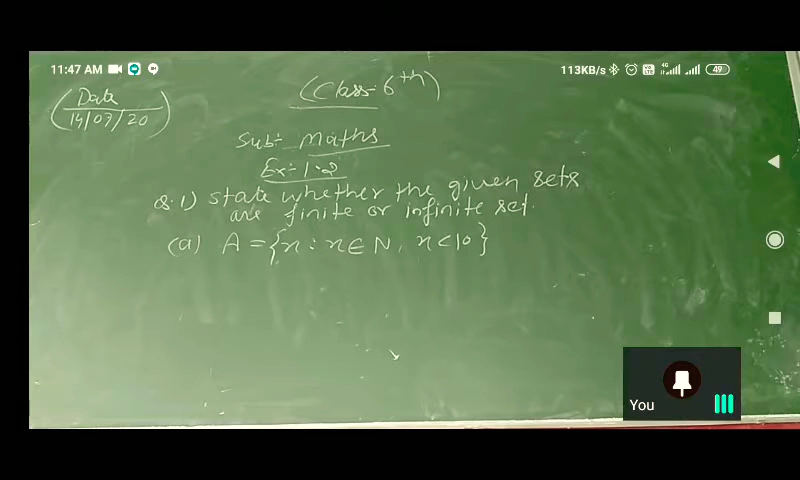 11:47 AM
113KB/s 4G 49
(Class-6th)
(Date
14/07/20)
Sub:- Maths
Ex:- 1.2
Q.1) State whether the given sets
are finite or infinite set.
(a) A = {n : n ∈ N, n < 10}
You